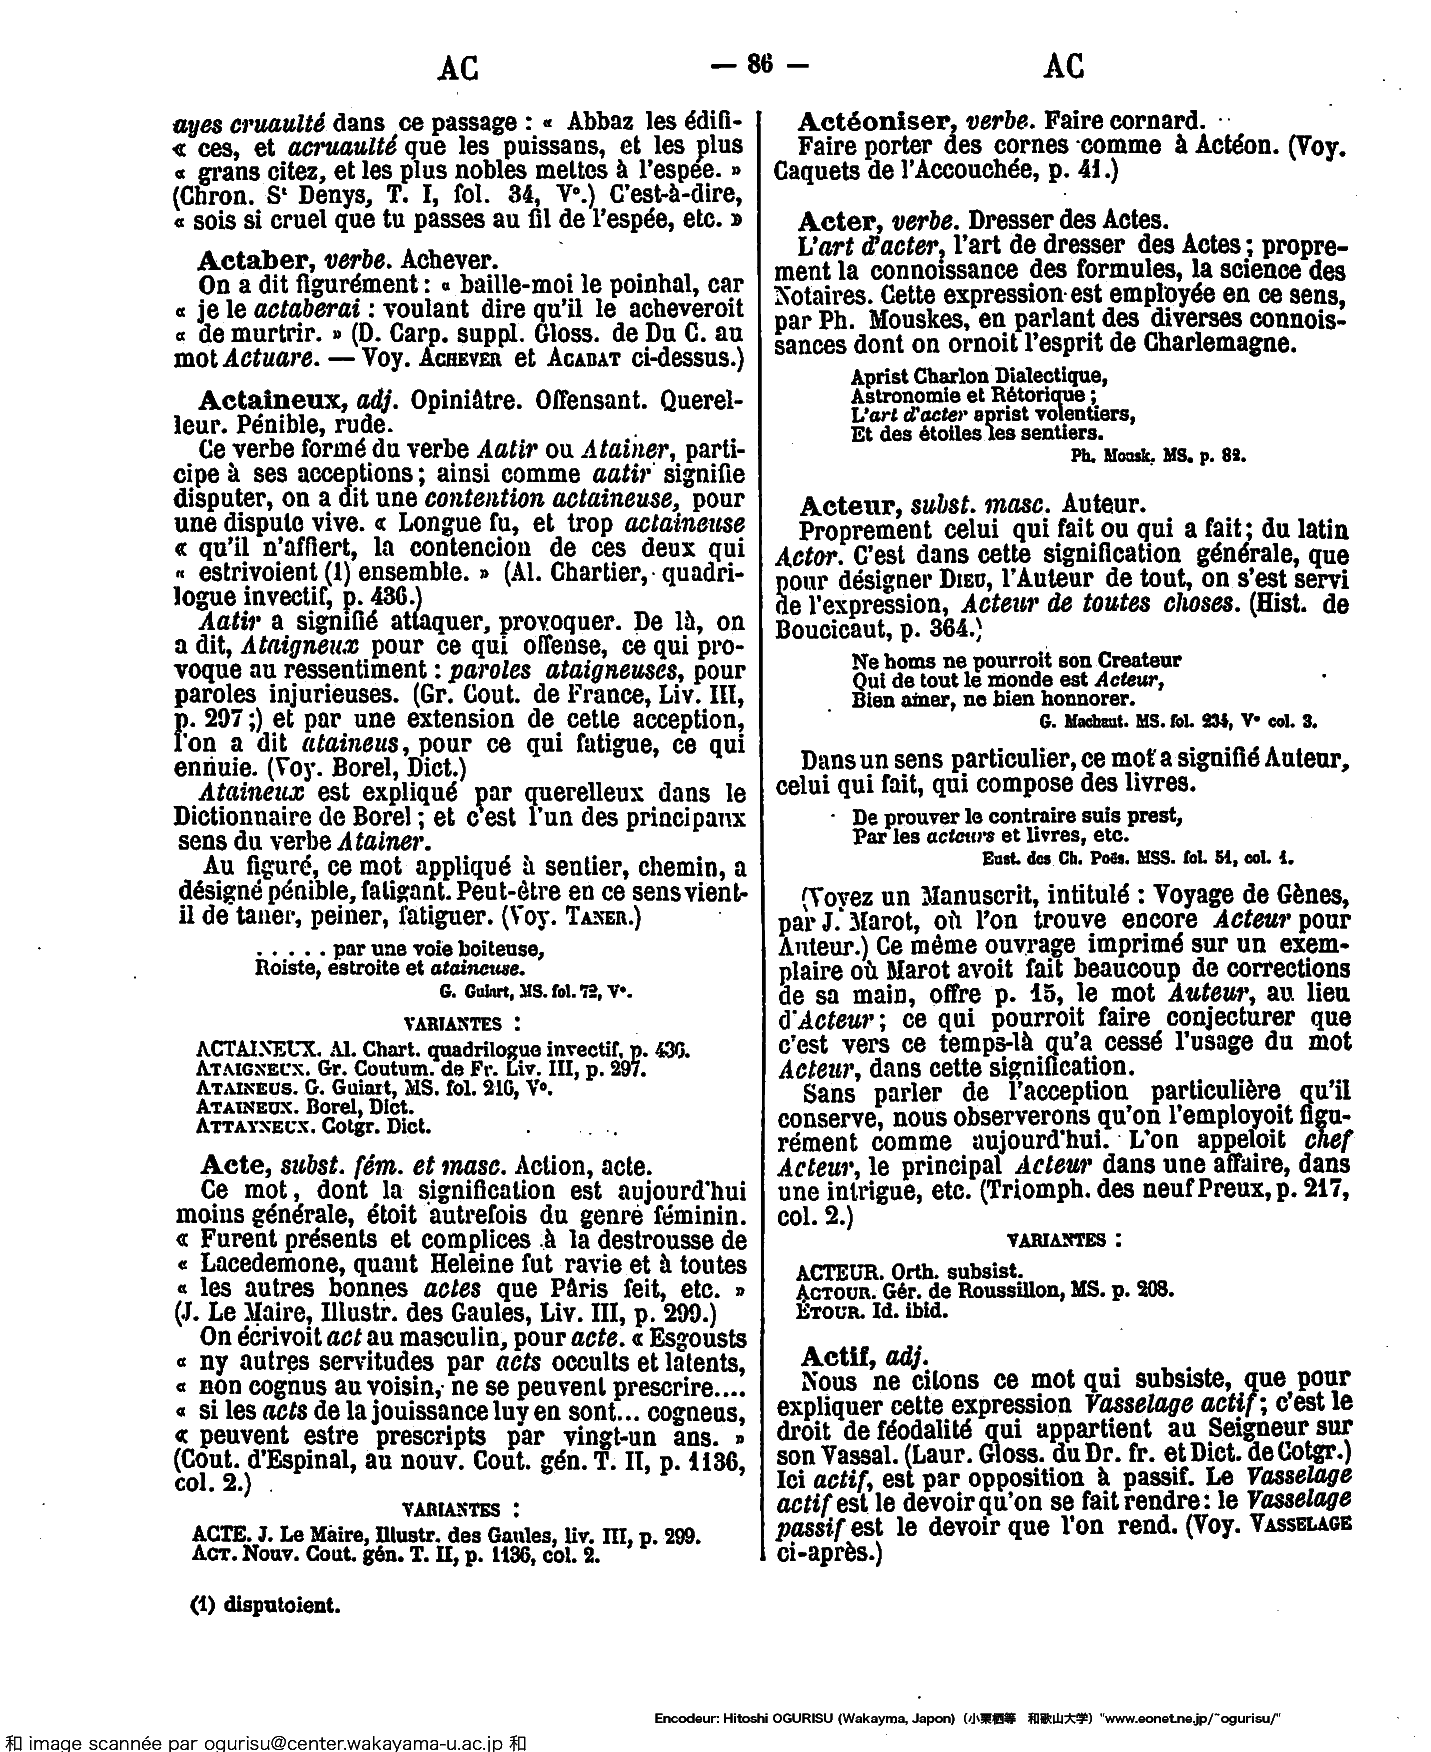 AC — 86 — AC
ayes cruaulté dans ce passage : « Abbaz les édifi-
« ces, et acruaulté que les puissans, et les plus
« grans citez, et les plus nobles mettes à l'espée. »
(Chron. St Denys, T. I, fol. 34, V°.) C'est-à-dire,
« sois si cruel que tu passes au fil de l'espée, etc. »
Actaber, verbe. Achever.
On a dit figurément : « baille-moi le poinhal, car
« je le actaberai : voulant dire qu'il le acheveroit
« de murtrir. » (D. Carp. suppl. Gloss. de Du C. au
mot Actuare. — Voy. ACHEVER et ACABAT ci-dessus.)
Actaineux, adj. Opiniâtre. Offensant. Querel-
leur. Pénible, rude.
Ce verbe formé du verbe Aatir ou Atainer, parti-
cipe à ses acceptions ; ainsi comme aatir signifie
disputer, on a dit une contention actaineuse, pour
une dispute vive. « Longue fu, et trop actaineuse
« qu'il n'affiert, la contencion de ces deux qui
« estrivoient (1) ensemble. » (Al. Chartier, quadri-
logue invectif, p. 436.)
Aatir a signifié attaquer, provoquer. De là, on
a dit, Ataigneux pour ce qui offense, ce qui pro-
voque au ressentiment : paroles ataigneuses, pour
paroles injurieuses. (Gr. Cout. de France, Liv. III,
p. 297 ;) et par une extension de cette acception,
l'on a dit ataineus, pour ce qui fatigue, ce qui
ennuie. (Voy. Borel, Dict.)
Ataineux est expliqué par querelleux dans le
Dictionnaire de Borel ; et c'est l'un des principaux
sens du verbe Atainer.
Au figuré, ce mot appliqué à sentier, chemin, a
désigné pénible, fatigant. Peut-être en ce sens vient-
il de taner, peiner, fatiguer. (Voy. TANER.)
. . . . . par une voie boiteuse,
Roiste, estroite et ataineuse.
G. Guiart, MS. fol. 72, V°.
VARIANTES :
ACTAINEUX. Al. Chart. quadrilogue invectif, p. 436.
ATAIGNEUX. Gr. Coutum. de Fr. Liv. III, p. 297.
ATAINEUS. G. Guiart, MS. fol. 210, V°.
ATAINEUX. Borel, Dict.
ATTAYNEUX. Cotgr. Dict.
Acte, subst. fém. et masc. Action, acte.
Ce mot, dont la signification est aujourd'hui
moins générale, étoit autrefois du genre féminin.
« Furent présents et complices à la destrousse de
« Lacedemone, quant Heleine fut ravie et à toutes
« les autres bonnes actes que Pâris feit, etc. »
(J. Le Maire, Illustr. des Gaules, Liv. III, p. 299.)
On écrivoit act au masculin, pour acte. « Esgousts
« ny autres servitudes par acts occults et latents,
« non cognus au voisin, ne se peuvent prescrire....
« si les acts de la jouissance luy en sont... cogneus,
« peuvent estre prescripts par vingt-un ans. »
(Cout. d'Espinal, au nouv. Cout. gén. T. II, p. 1136,
col. 2.)
VARIANTES :
ACTE. J. Le Maire, Illustr. des Gaules, liv. III, p. 299.
ACT. Nouv. Cout. gén. T. II, p. 1136, col. 2.
(1) disputoient.
Actéoniser, verbe. Faire cornard.
Faire porter des cornes comme à Actéon. (Voy.
Caquets de l'Accouchée, p. 41.)
Acter, verbe. Dresser des Actes.
L'art d'acter, l'art de dresser des Actes ; propre-
ment la connoissance des formules, la science des
Notaires. Cette expression est employée en ce sens,
par Ph. Mouskes, en parlant des diverses connois-
sances dont on ornoit l'esprit de Charlemagne.
Aprist Charlon Dialectique,
Astronomie et Rétorique ;
L'art d'acter aprist volentiers,
Et des étoiles les sentiers.
Ph. Mousk. MS. p. 82.
Acteur, subst. masc. Auteur.
Proprement celui qui fait ou qui a fait ; du latin
Actor. C'est dans cette signification générale, que
pour désigner DIEU, l'Auteur de tout, on s'est servi
de l'expression, Acteur de toutes choses. (Hist. de
Boucicaut, p. 364.)
Ne homs ne pourroit son Createur
Qui de tout le monde est Acteur,
Bien amer, ne bien honnorer.
G. Machaut. MS. fol. 234, V° col. 3.
Dans un sens particulier, ce mot a signifié Auteur,
celui qui fait, qui compose des livres.
De prouver le contraire suis prest,
Par les acteurs et livres, etc.
Eust. des Ch. Poës. MSS. fol. 51, col. 1.
(Voyez un Manuscrit, intitulé : Voyage de Gènes,
par J. Marot, où l'on trouve encore Acteur pour
Auteur.) Ce même ouvrage imprimé sur un exem-
plaire où Marot avoit fait beaucoup de corrections
de sa main, offre p. 15, le mot Auteur, au lieu
d'Acteur ; ce qui pourroit faire conjecturer que
c'est vers ce temps-là qu'a cessé l'usage du mot
Acteur, dans cette signification.
Sans parler de l'acception particulière qu'il
conserve, nous observerons qu'on l'employoit figu-
rément comme aujourd'hui. L'on appeloit chef
Acteur, le principal Acteur dans une affaire, dans
une intrigue, etc. (Triomph. des neuf Preux, p. 217,
col. 2.)
VARIANTES :
ACTEUR. Orth. subsist.
ACTOUR. Gér. de Roussillon, MS. p. 208.
ÉTOUR. Id. ibid.
Actif, adj.
Nous ne citons ce mot qui subsiste, que pour
expliquer cette expression Vasselage actif ; c'est le
droit de féodalité qui appartient au Seigneur sur
son Vassal. (Laur. Gloss. du Dr. fr. et Dict. de Cotgr.)
Ici actif, est par opposition à passif. Le Vasselage
actif est le devoir qu'on se fait rendre : le Vasselage
passif est le devoir que l'on rend. (Voy. VASSELAGE
ci-après.)
Encodeur: Hitoshi OGURISU (Wakayma, Japon) (小栗栖等 和歌山大学) "www.eonet.ne.jp/~ogurisu/"
和 image scannée par ogurisu@center.wakayama-u.ac.jp 和